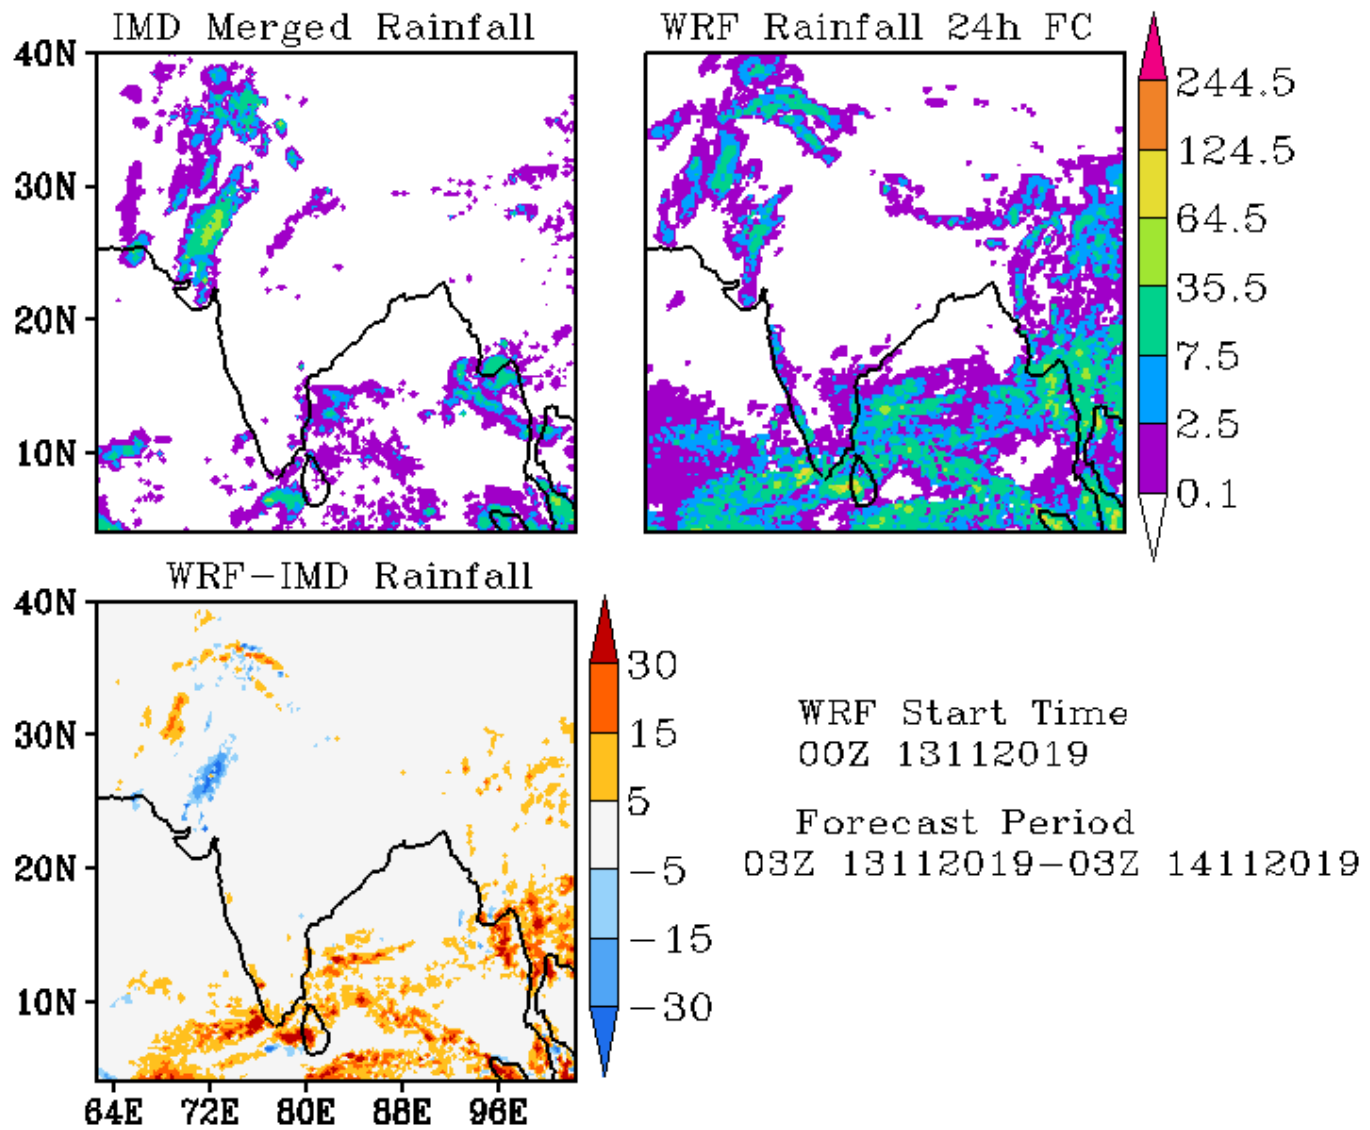 IMD Merged Rainfall
WRF Rainfall 24h FC
40N
30N
20N
10N
244.5
124.5
64.5
35.5
7.5
2.5
0.1
WRF-IMD Rainfall
40N
30N
20N
10N
64E 72E 80E 88E 96E
30
15
5
-5
-15
-30
WRF Start Time
00Z 13112019
Forecast Period
03Z 13112019-03Z 14112019